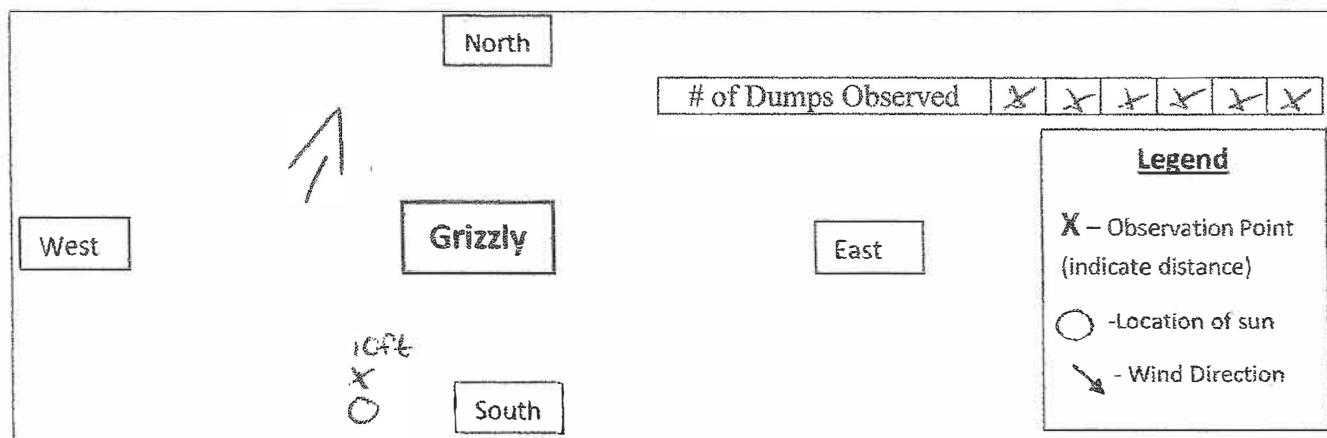 North
# of Dumps Observed X X X X X X
Legend
West
Grizzly
East
X – Observation Point
(indicate distance)
-Location of sun
10ft
X
South
- Wind Direction